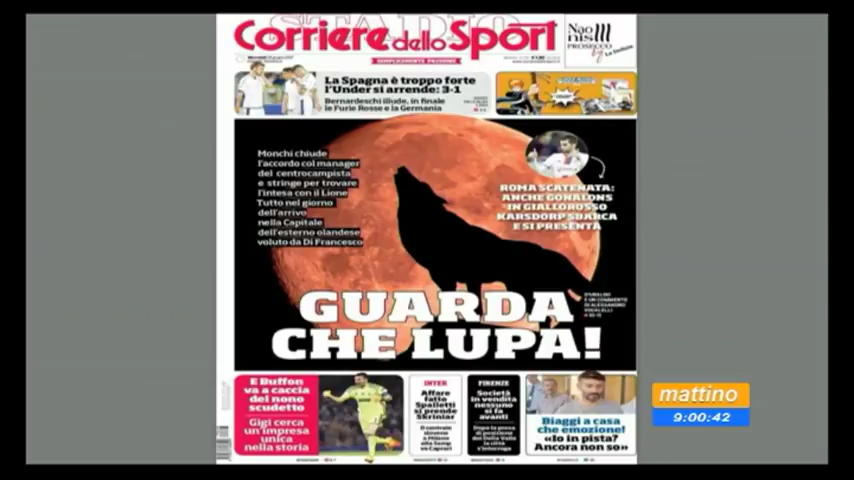 STADIO
Corriere dello Sport
SEMPLICEMENTE PASSIONE
Nao
nis
PROSECCO
La Spagna è troppo forte
l'Under si arrende: 3-1
Bernardeschi illude, in finale
le Furie Rosse e la Germania
Monchi chiude
l'accordo col manager
del centrocampista
e stringe per trovare
l'intesa con il Lione
Tutto nel giorno
dell'arrivo
nella Capitale
dell'esterno olandese
voluto da Di Francesco
ROMA SCATENATA:
ANCHE GONALONS
IN GIALLOROSSO
KARSDORP SBARCA
E SI PRESENTA
GUARDA
CHE LUPA!
E Buffon
va a caccia
del nono
scudetto
Gigi cerca
un'impresa
unica
nella storia
INTER
Affare
fatto
Spalletti
si prende
Skriniar
FIRENZE
Società
in vendita
nessuno
si fa
avanti
Biaggi a casa
che emozione!
«Io in pista?
Ancora non so»
mattino
9:00:42